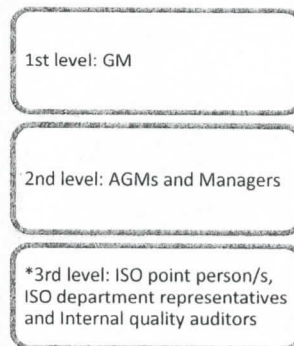 1st level: GM
2nd level: AGMs and Managers
*3rd level: ISO point person/s,
ISO department representatives
and Internal quality auditors